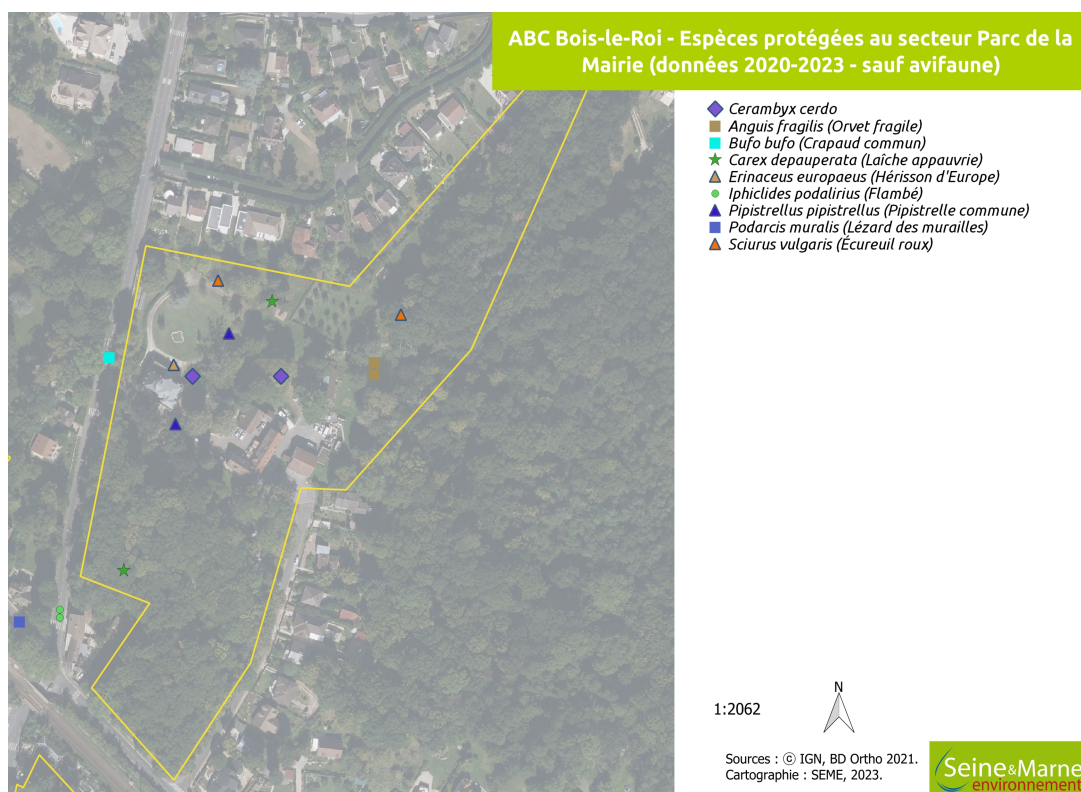 ABC Bois-le-Roi - Espèces protégées au secteur Parc de la
Mairie (données 2020-2023 - sauf avifaune)
Cerambyx cerdo
Anguis fragilis (Orvet fragile)
Bufo bufo (Crapaud commun)
Carex depauperata (Laîche appauvrie)
Erinaceus europaeus (Hérisson d'Europe)
Iphiclides podalirius (Flambé)
Pipistrellus pipistrellus (Pipistrelle commune)
Podarcis muralis (Lézard des murailles)
Sciurus vulgaris (Écureuil roux)
N
1:2062
Sources : © IGN, BD Ortho 2021.
Cartographie : SEME, 2023.
Seine&Marne
environnement